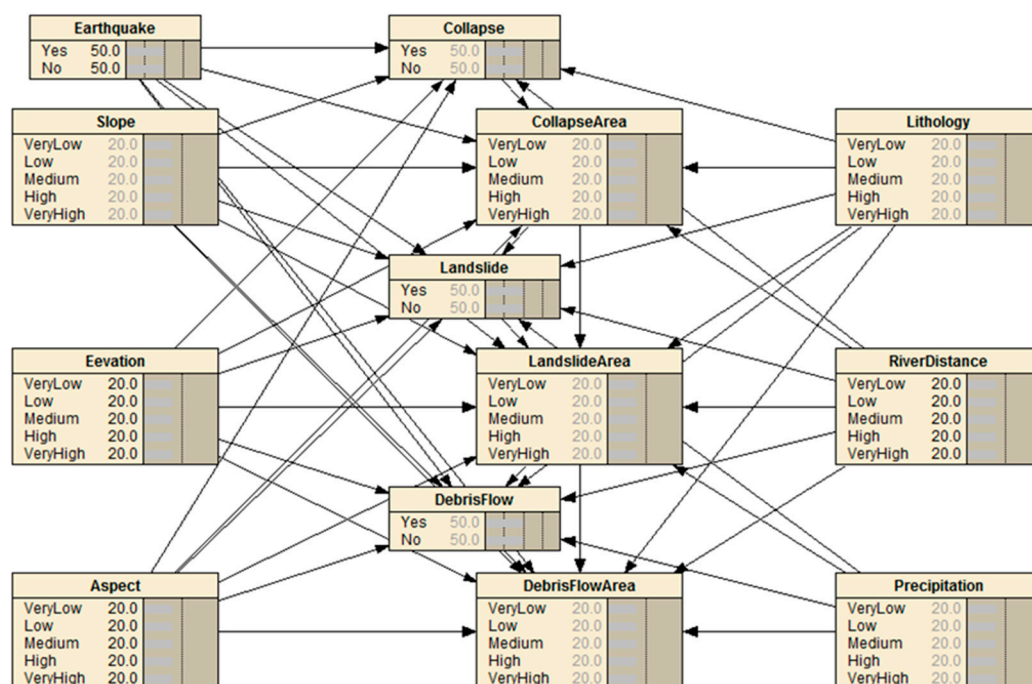 Earthquake
Yes 50.0
No 50.0
Collapse
Yes 50.0
No 50.0
Slope
VeryLow 20.0
Low 20.0
Medium 20.0
High 20.0
VeryHigh 20.0
CollapseArea
VeryLow 20.0
Low 20.0
Medium 20.0
High 20.0
VeryHigh 20.0
Lithology
VeryLow 20.0
Low 20.0
Medium 20.0
High 20.0
VeryHigh 20.0
Landslide
Yes 50.0
No 50.0
Eevation
VeryLow 20.0
Low 20.0
Medium 20.0
High 20.0
VeryHigh 20.0
LandslideArea
VeryLow 20.0
Low 20.0
Medium 20.0
High 20.0
VeryHigh 20.0
RiverDistance
VeryLow 20.0
Low 20.0
Medium 20.0
High 20.0
VeryHigh 20.0
DebrisFlow
Yes 50.0
No 50.0
Aspect
VeryLow 20.0
Low 20.0
Medium 20.0
High 20.0
VeryHigh 20.0
DebrisFlowArea
VeryLow 20.0
Low 20.0
Medium 20.0
High 20.0
VeryHigh 20.0
Precipitation
VeryLow 20.0
Low 20.0
Medium 20.0
High 20.0
VeryHigh 20.0